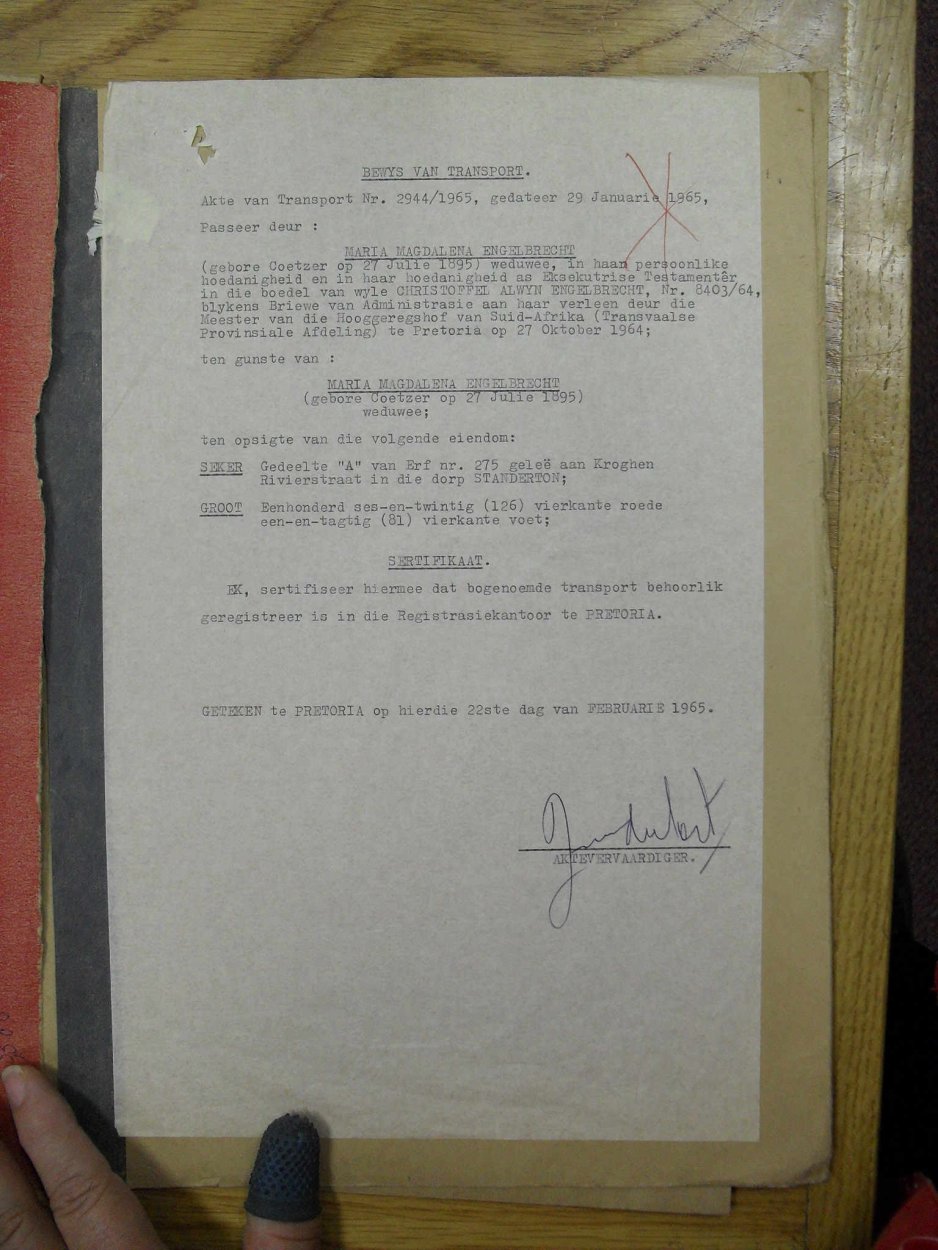 BEWYS VAN TRANSPORT.
Akte van Transport Nr. 2944/1965, gedateer 29 Januarie 1965,
Passeer deur :
MARIA MAGDALENA ENGELBRECHT
(gebore Coetzer op 27 Julie 1895) weduwee, in haar persoonlike
hoedanigheid en in haar hoedanigheid as Eksekutrise Testamentêr
in die boedel van wyle CHRISTOFFEL ALWYN ENGELBRECHT, Nr. 8403/64,
blykens Briewe van Administrasie aan haar verleen deur die
Meester van die Hooggeregshof van Suid-Afrika (Transvaalse
Provinsiale Afdeling) te Pretoria op 27 Oktober 1964;
ten gunste van :
MARIA MAGDALENA ENGELBRECHT
(gebore Coetzer op 27 Julie 1895)
weduwee;
ten opsigte van die volgende eiendom:
SEKER Gedeelte "A" van Erf nr. 275 geleë aan Kroghen
Rivierstraat in die dorp STANDERTON;
GROOT Eenhonderd ses-en-twintig (126) vierkante roede
een-en-tagtig (81) vierkante voet;
SERTIFIKAAT.
EK, sertifiseer hiermee dat bogenoemde transport behoorlik
geregistreer is in die Registrasiekantoor te PRETORIA.
GETEKEN te PRETORIA op hierdie 22ste dag van FEBRUARIE 1965.
AKTEVERVAARDIGER.